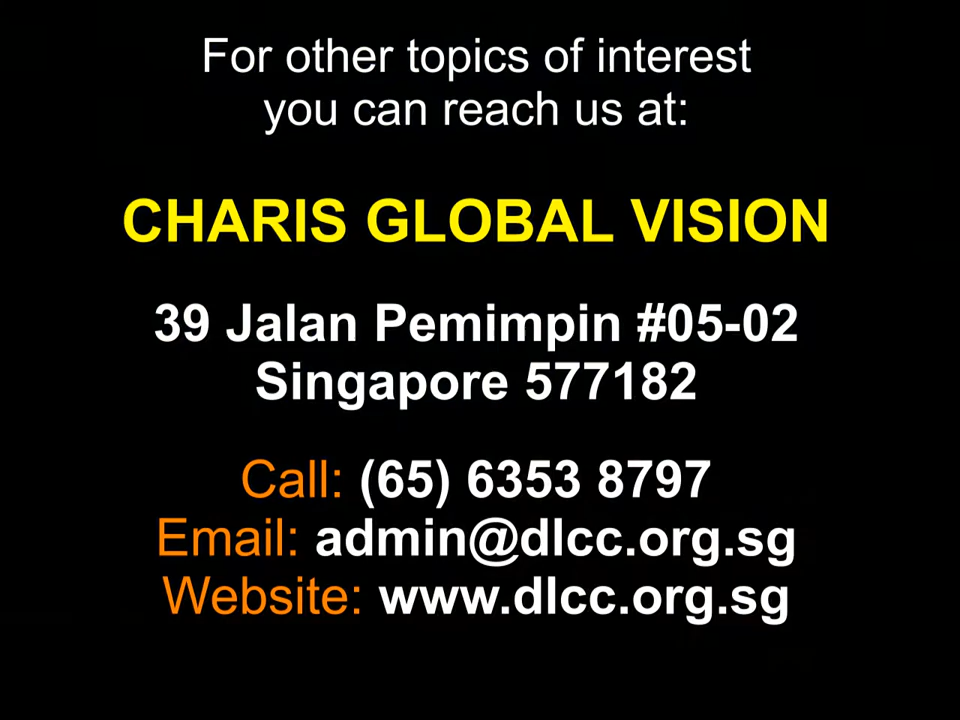 For other topics of interest
you can reach us at:
CHARIS GLOBAL VISION
39 Jalan Pemimpin #05-02
Singapore 577182
Call: (65) 6353 8797
Email: admin@dlcc.org.sg
Website: www.dlcc.org.sg